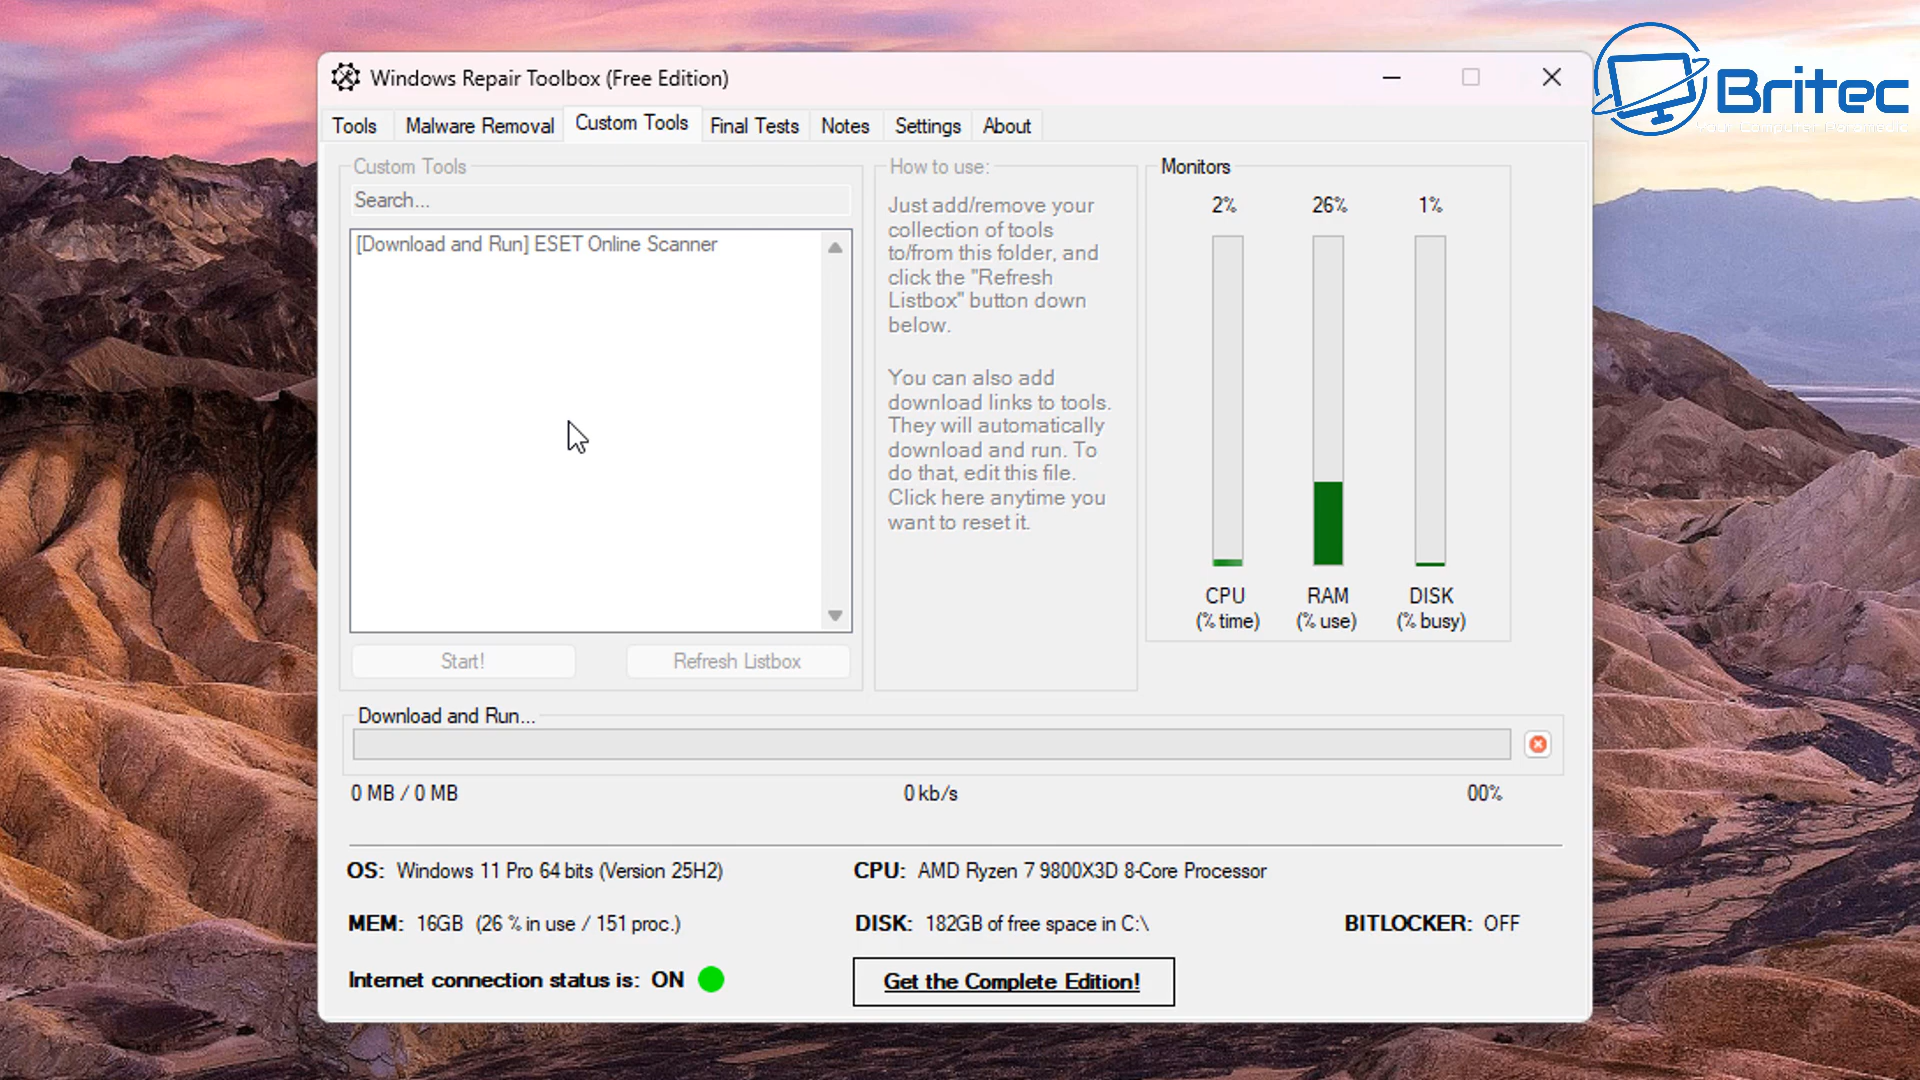 Windows Repair Toolbox (Free Edition)
Britec
Tools
Malware Removal
Custom Tools
Final Tests
Notes
Settings
About
Custom Tools
Search...
[Download and Run] ESET Online Scanner
Start!
Refresh Listbox
How to use:
Just add/remove your
collection of tools
to/from this folder, and
click the "Refresh
Listbox" button down
below.
You can also add
download links to tools.
They will automatically
download and run. To
do that, edit this file.
Click here anytime you
want to reset it.
Monitors
2%
26%
1%
CPU
(% time)
RAM
(% use)
DISK
(% busy)
Download and Run...
0 MB / 0 MB
0 kb/s
00%
OS: Windows 11 Pro 64 bits (Version 25H2)
CPU: AMD Ryzen 7 9800X3D 8-Core Processor
MEM: 16GB (26 % in use / 151 proc.)
DISK: 182GB of free space in C:\
BITLOCKER: OFF
Internet connection status is: ON
Get the Complete Edition!